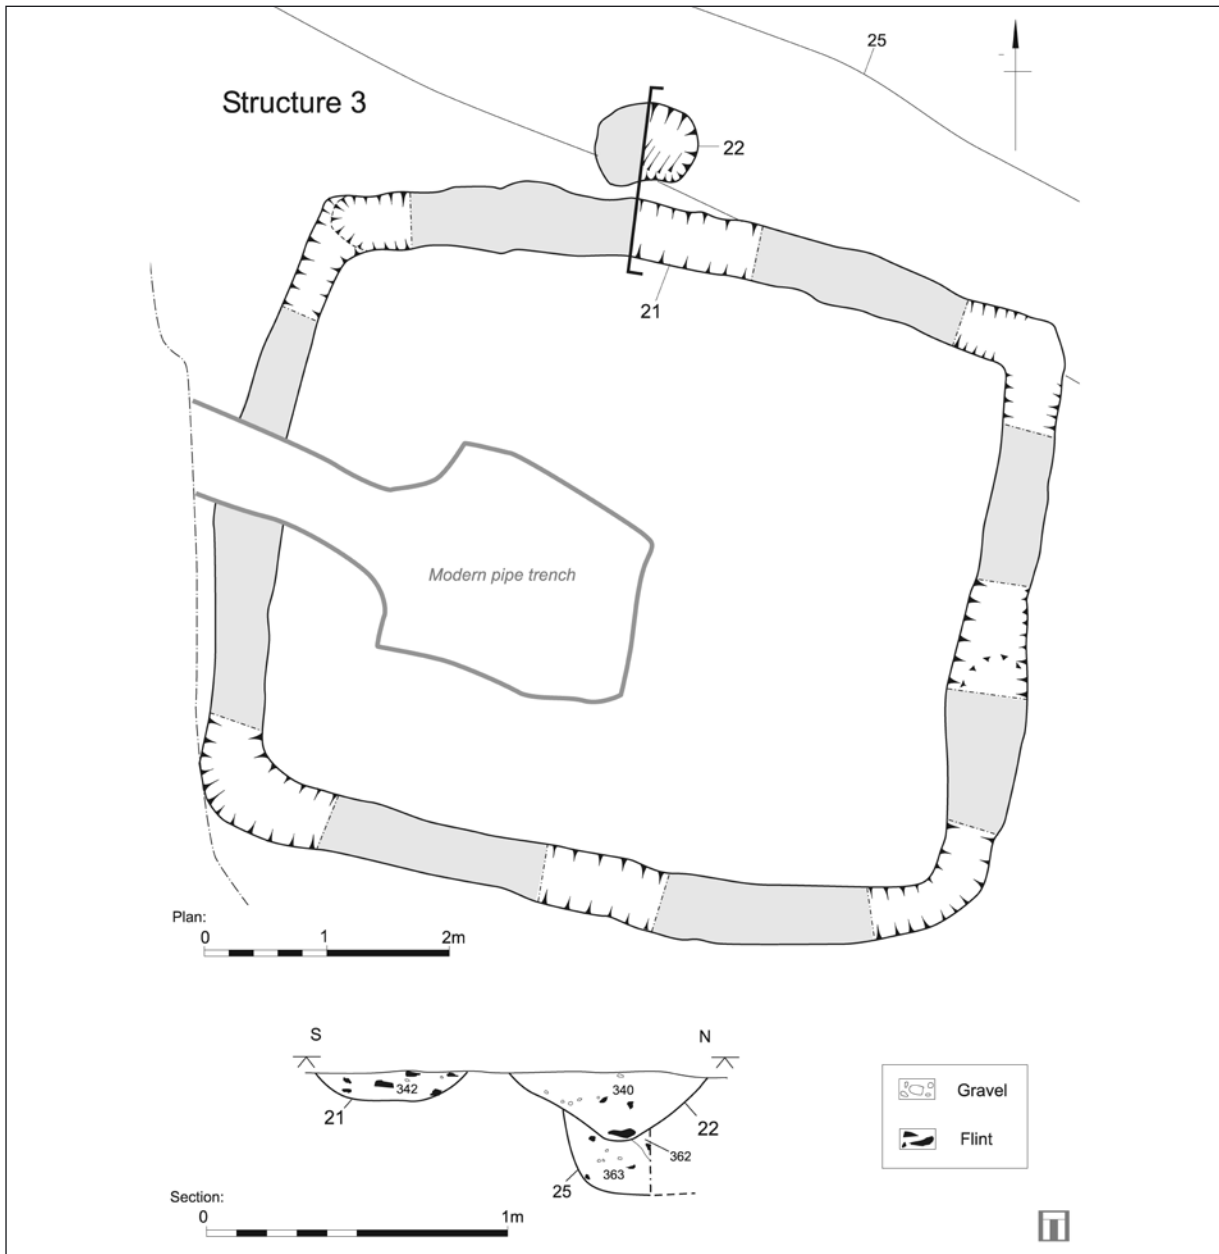 25
Structure 3
22
21
Modern pipe trench
Plan:
0 1 2m
S N
342 340
21 22
362
363
25
Section:
0 1m
Gravel
Flint